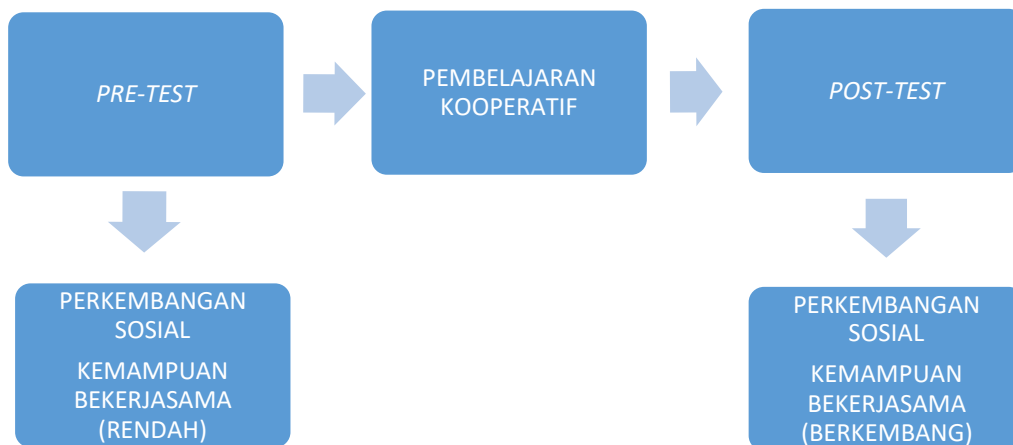 PRE-TEST
PEMBELAJARAN
KOOPERATIF
POST-TEST
PERKEMBANGAN
SOSIAL
KEMAMPUAN
BEKERJASAMA
(RENDAH)
PERKEMBANGAN
SOSIAL
KEMAMPUAN
BEKERJASAMA
(BERKEMBANG)